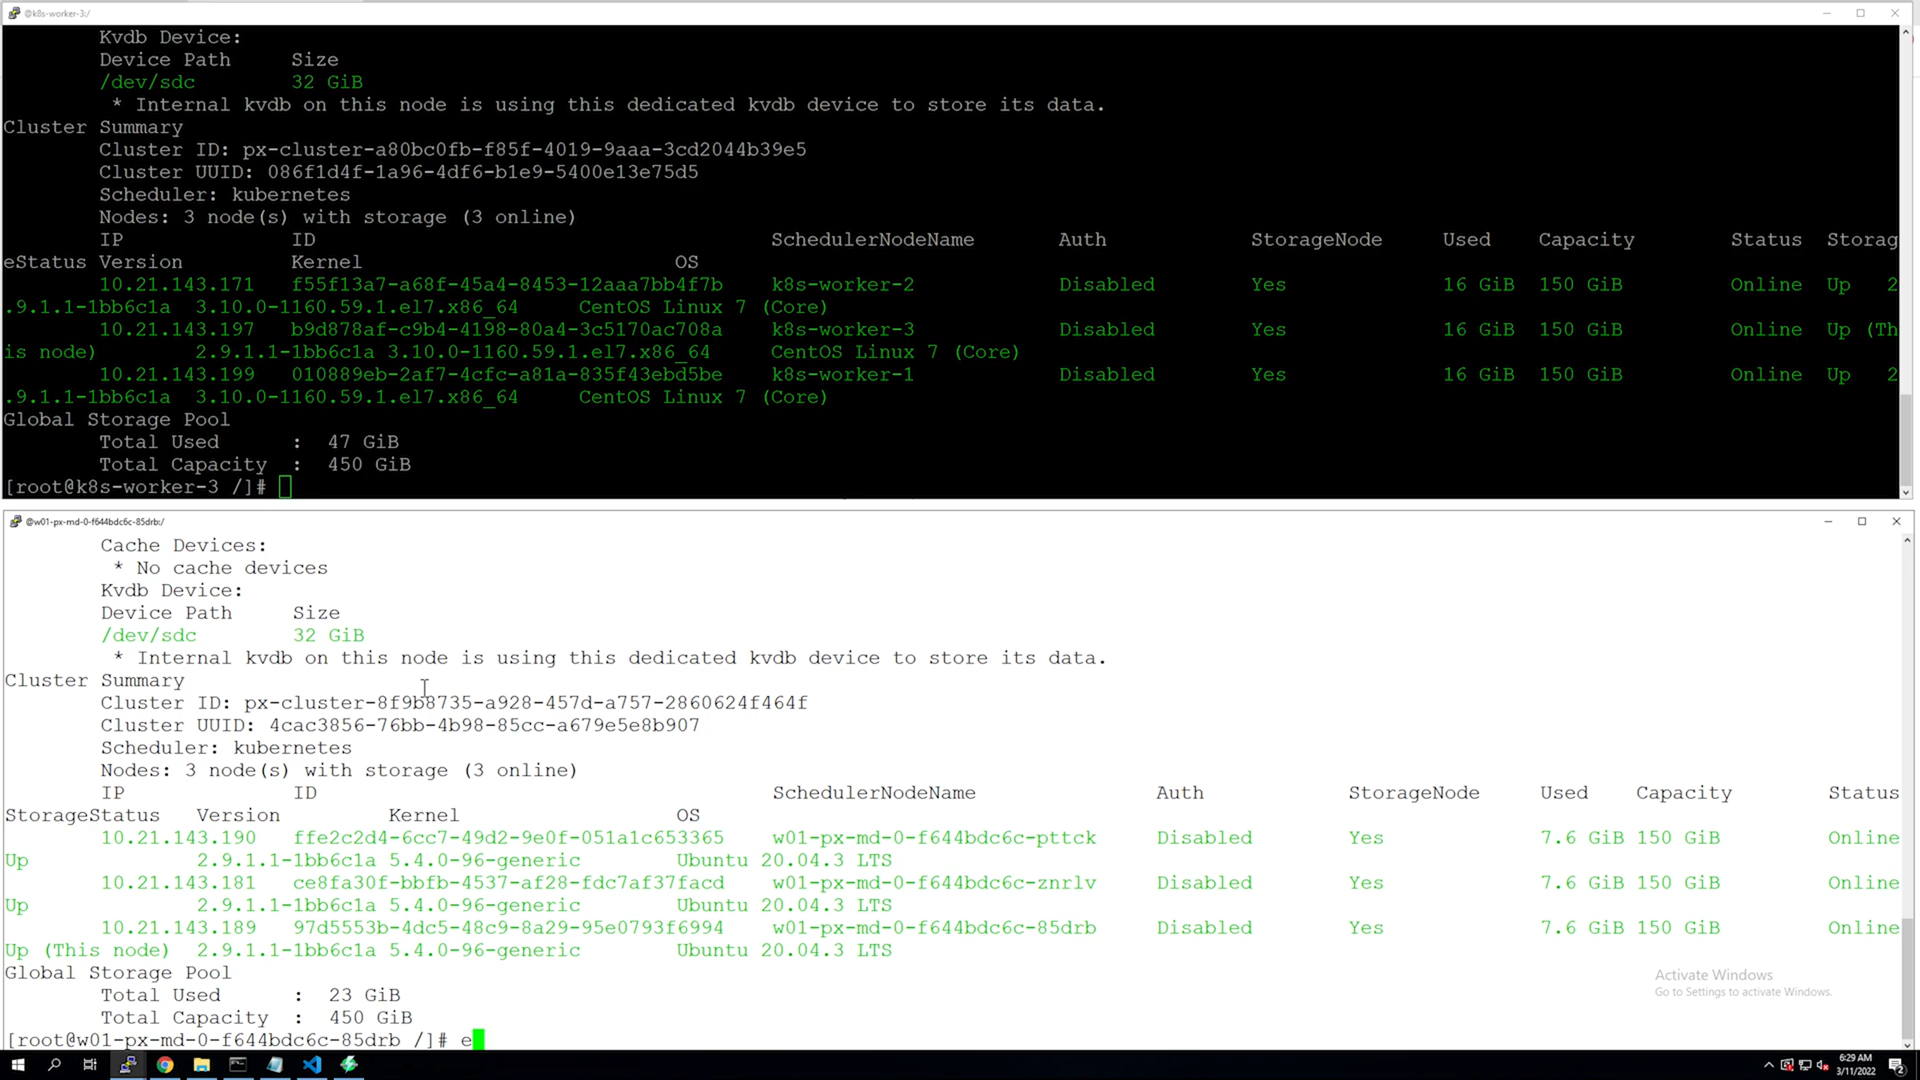 @k8s-worker-3:/
Kvdb Device:
Device Path Size
/dev/sdc 32 GiB
* Internal kvdb on this node is using this dedicated kvdb device to store its data.
Cluster Summary
Cluster ID: px-cluster-a80bc0fb-f85f-4019-9aaa-3cd2044b39e5
Cluster UUID: 086f1d4f-1a96-4df6-b1e9-5400e13e75d5
Scheduler: kubernetes
Nodes: 3 node(s) with storage (3 online)
IP ID SchedulerNodeName Auth StorageNode Used Capacity Status Storag
eStatus Version Kernel OS
10.21.143.171 f55f13a7-a68f-45a4-8453-12aaa7bb4f7b k8s-worker-2 Disabled Yes 16 GiB 150 GiB Online Up 2
.9.1.1-1bb6c1a 3.10.0-1160.59.1.el7.x86_64 CentOS Linux 7 (Core)
10.21.143.197 b9d878af-c9b4-4198-80a4-3c5170ac708a k8s-worker-3 Disabled Yes 16 GiB 150 GiB Online Up (Th
is node) 2.9.1.1-1bb6c1a 3.10.0-1160.59.1.el7.x86_64 CentOS Linux 7 (Core)
10.21.143.199 010889eb-2af7-4cfc-a81a-835f43ebd5be k8s-worker-1 Disabled Yes 16 GiB 150 GiB Online Up 2
.9.1.1-1bb6c1a 3.10.0-1160.59.1.el7.x86_64 CentOS Linux 7 (Core)
Global Storage Pool
Total Used : 47 GiB
Total Capacity : 450 GiB
[root@k8s-worker-3 /]#
@w01-px-md-0-f644bdc6c-85drb:/
Cache Devices:
* No cache devices
Kvdb Device:
Device Path Size
/dev/sdc 32 GiB
* Internal kvdb on this node is using this dedicated kvdb device to store its data.
Cluster Summary
Cluster ID: px-cluster-8f9b8735-a928-457d-a757-2860624f464f
Cluster UUID: 4cac3856-76bb-4b98-85cc-a679e5e8b907
Scheduler: kubernetes
Nodes: 3 node(s) with storage (3 online)
IP ID SchedulerNodeName Auth StorageNode Used Capacity Status
StorageStatus Version Kernel OS
10.21.143.190 ffe2c2d4-6cc7-49d2-9e0f-051a1c653365 w01-px-md-0-f644bdc6c-pttck Disabled Yes 7.6 GiB 150 GiB Online
Up 2.9.1.1-1bb6c1a 5.4.0-96-generic Ubuntu 20.04.3 LTS
10.21.143.181 ce8fa30f-bbfb-4537-af28-fdc7af37facd w01-px-md-0-f644bdc6c-znrlv Disabled Yes 7.6 GiB 150 GiB Online
Up 2.9.1.1-1bb6c1a 5.4.0-96-generic Ubuntu 20.04.3 LTS
10.21.143.189 97d5553b-4dc5-48c9-8a29-95e0793f6994 w01-px-md-0-f644bdc6c-85drb Disabled Yes 7.6 GiB 150 GiB Online
Up (This node) 2.9.1.1-1bb6c1a 5.4.0-96-generic Ubuntu 20.04.3 LTS
Global Storage Pool
Total Used : 23 GiB
Total Capacity : 450 GiB
[root@w01-px-md-0-f644bdc6c-85drb /]# e
Activate Windows
Go to Settings to activate Windows.
6:29 AM
3/11/2022
2